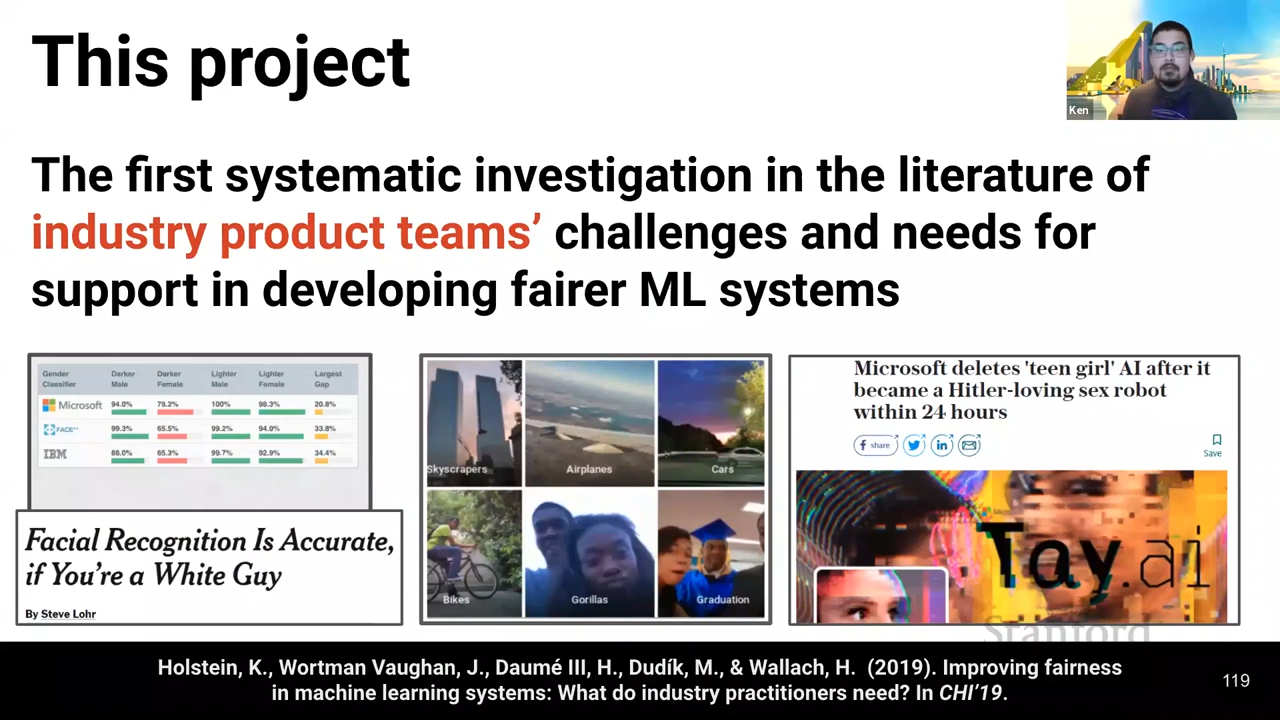 This project
Ken
The first systematic investigation in the literature of
industry product teams’ challenges and needs for
support in developing fairer ML systems
Gender Classifier Darker Male Darker Female Lighter Male Lighter Female Largest Gap
Microsoft 94.0% 79.2% 100% 98.3% 20.8%
FACE++ 99.3% 65.5% 99.2% 94.0% 33.8%
IBM 88.0% 65.3% 99.7% 92.9% 34.4%
Facial Recognition Is Accurate,
if You’re a White Guy
By Steve Lohr
Skyscrapers Airplanes Cars
Bikes Gorillas Graduation
Microsoft deletes 'teen girl' AI after it
became a Hitler-loving sex robot
within 24 hours
f share in
Save
Tay.ai
Stanford
Holstein, K., Wortman Vaughan, J., Daumé III, H., Dudík, M., & Wallach, H. (2019). Improving fairness
in machine learning systems: What do industry practitioners need? In CHI’19.
119